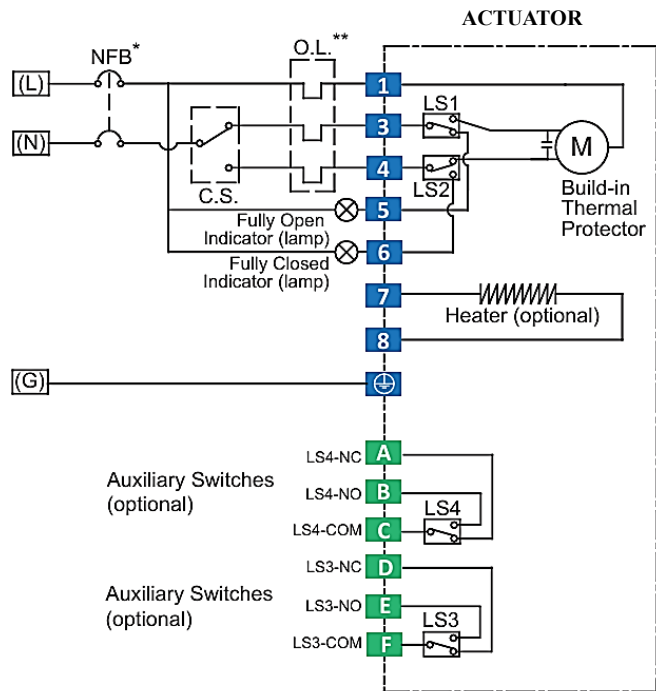 ACTUATOR
NFB*
O.L.**
(L)
1
LS1
3
M
(N)
4
LS2
C.S.
Build-in
Thermal
Protector
5
Fully Open
Indicator (lamp)
6
Fully Closed
Indicator (lamp)
7
Heater (optional)
8
(G)
LS4-NC
A
Auxiliary Switches
(optional)
LS4-NO
B
LS4
LS4-COM
C
LS3-NC
D
Auxiliary Switches
(optional)
LS3-NO
E
LS3
LS3-COM
F